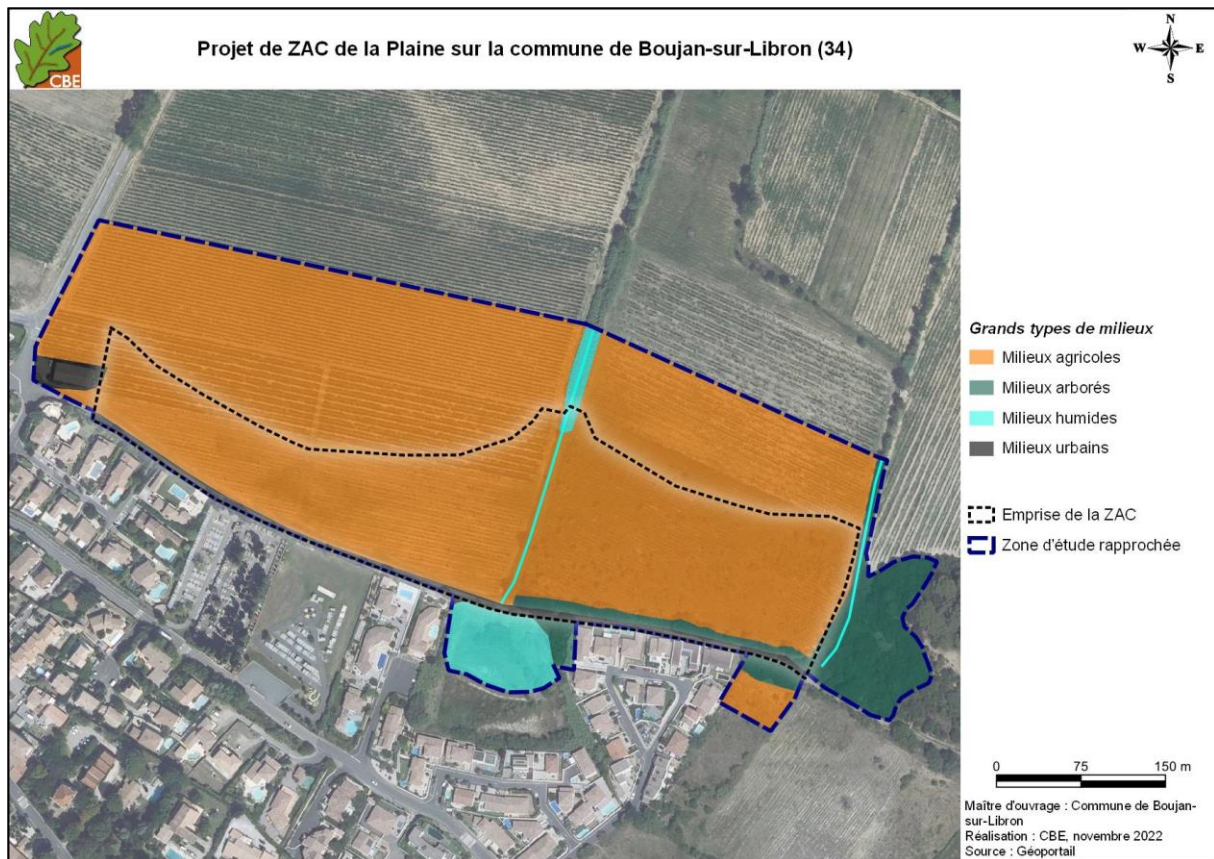 CBE
Projet de ZAC de la Plaine sur la commune de Boujan-sur-Libron (34)
N
W
E
S
Grands types de milieux
Milieux agricoles
Milieux arborés
Milieux humides
Milieux urbains
Emprise de la ZAC
Zone d'étude rapprochée
0 75 150 m
Maître d'ouvrage : Commune de Boujan-
sur-Libron
Réalisation : CBE, novembre 2022
Source : Géoportail